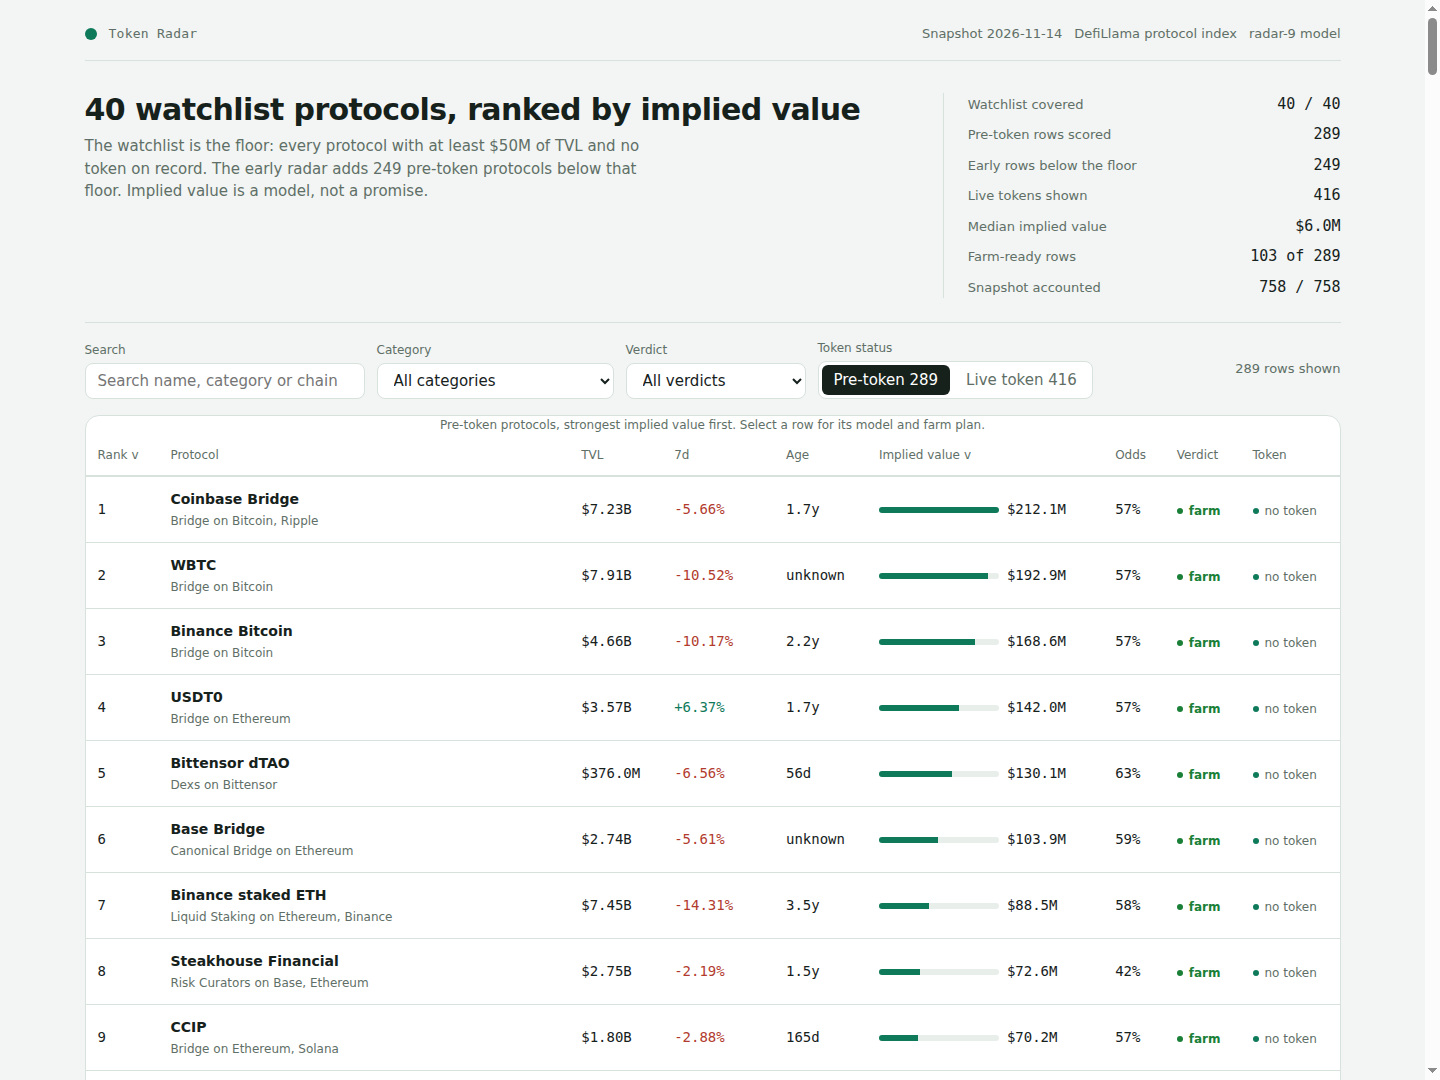 Token Radar
Snapshot 2026-11-14 DefiLlama protocol index radar-9 model
40 watchlist protocols, ranked by implied value
The watchlist is the floor: every protocol with at least $50M of TVL and no
token on record. The early radar adds 249 pre-token protocols below that
floor. Implied value is a model, not a promise.
Watchlist covered 40 / 40
Pre-token rows scored 289
Early rows below the floor 249
Live tokens shown 416
Median implied value $6.0M
Farm-ready rows 103 of 289
Snapshot accounted 758 / 758
Search Category Verdict Token status
Search name, category or chain All categories All verdicts Pre-token 289 Live token 416 289 rows shown
Pre-token protocols, strongest implied value first. Select a row for its model and farm plan.
Rank v Protocol TVL 7d Age Implied value v Odds Verdict Token
1 Coinbase Bridge $7.23B -5.66% 1.7y $212.1M 57% farm no token
Bridge on Bitcoin, Ripple
2 WBTC $7.91B -10.52% unknown $192.9M 57% farm no token
Bridge on Bitcoin
3 Binance Bitcoin $4.66B -10.17% 2.2y $168.6M 57% farm no token
Bridge on Bitcoin
4 USDT0 $3.57B +6.37% 1.7y $142.0M 57% farm no token
Bridge on Ethereum
5 Bittensor dTAO $376.0M -6.56% 56d $130.1M 63% farm no token
Dexs on Bittensor
6 Base Bridge $2.74B -5.61% unknown $103.9M 59% farm no token
Canonical Bridge on Ethereum
7 Binance staked ETH $7.45B -14.31% 3.5y $88.5M 58% farm no token
Liquid Staking on Ethereum, Binance
8 Steakhouse Financial $2.75B -2.19% 1.5y $72.6M 42% farm no token
Risk Curators on Base, Ethereum
9 CCIP $1.80B -2.88% 165d $70.2M 57% farm no token
Bridge on Ethereum, Solana